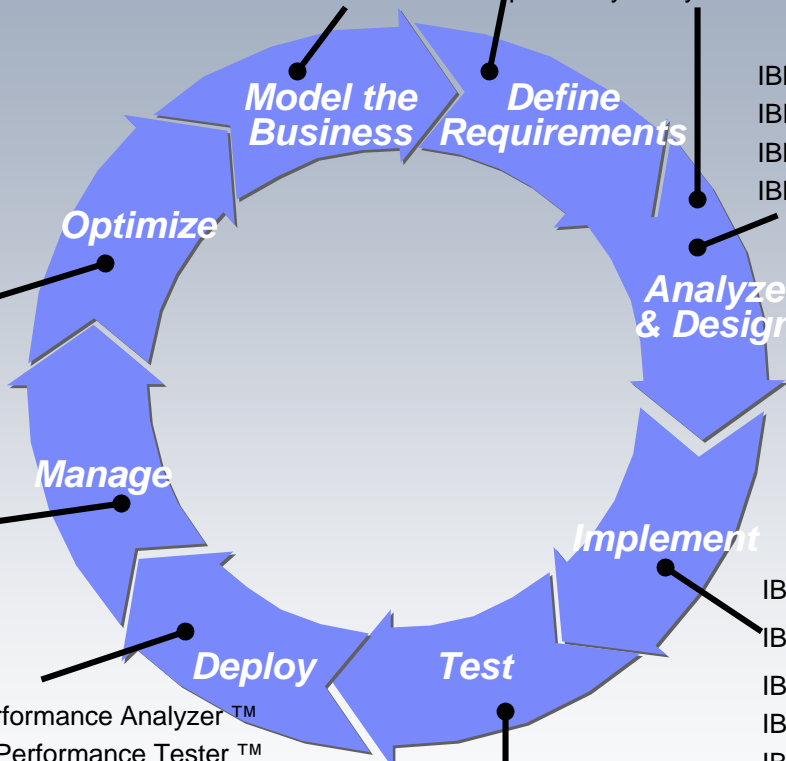 Model the
Business
Define
Requirements
Optimize
Analyze
& Design
Manage
Implement
Deploy
Test
Performance Analyzer ™
Performance Tester ™